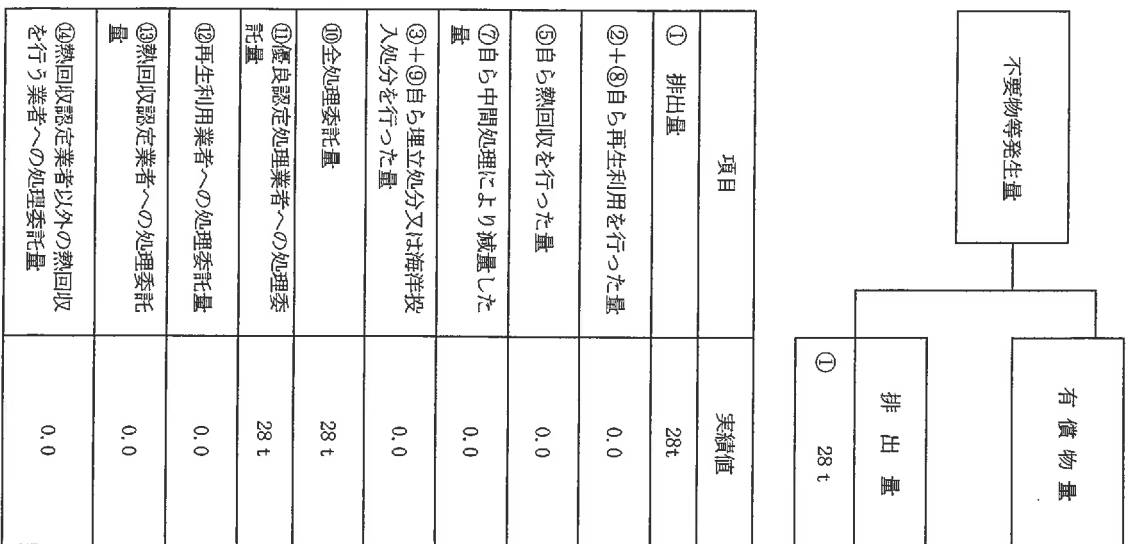 不要物等発生量
有償物量
排出量
① 28 t
項目
実績値
① 排出量
28t
②+⑧自ら再生利用を行った量
0.0
⑤自ら熱回収を行った量
0.0
⑦自ら中間処理により減量した
量
0.0
③+⑨自ら埋立処分又は海洋投
入処分を行った量
0.0
⑩全処理委託量
28 t
⑪優良認定処理業者への処理委
託量
28 t
⑫再生利用業者への処理委託量
0.0
⑬熱回収認定業者への処理委託
量
0.0
⑭熱回収認定業者以外の熱回収
を行う業者への処理委託量
0.0